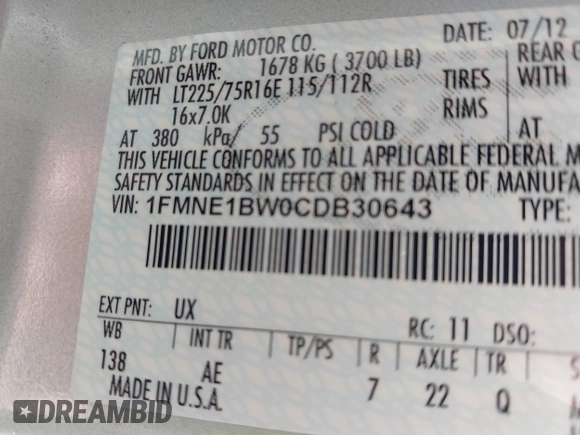 MFD. BY FORD MOTOR CO.
DATE: 07/12
FRONT GAWR: 1678 KG ( 3700 LB)
REAR
WITH LT225/75R16E 115/112R TIRES WITH
16x7.0K RIMS
AT 380 kPa/ 55 PSI COLD AT
THIS VEHICLE CONFORMS TO ALL APPLICABLE FEDERAL
SAFETY STANDARDS IN EFFECT ON THE DATE OF MANUFA
VIN: 1FMNE1BW0CDB30643 TYPE:
EXT PNT: UX RC: 11 DSO:
WB INT TR TP/PS R AXLE TR
138 AE 7 22 Q
MADE IN U.S.A.
DREAMBID